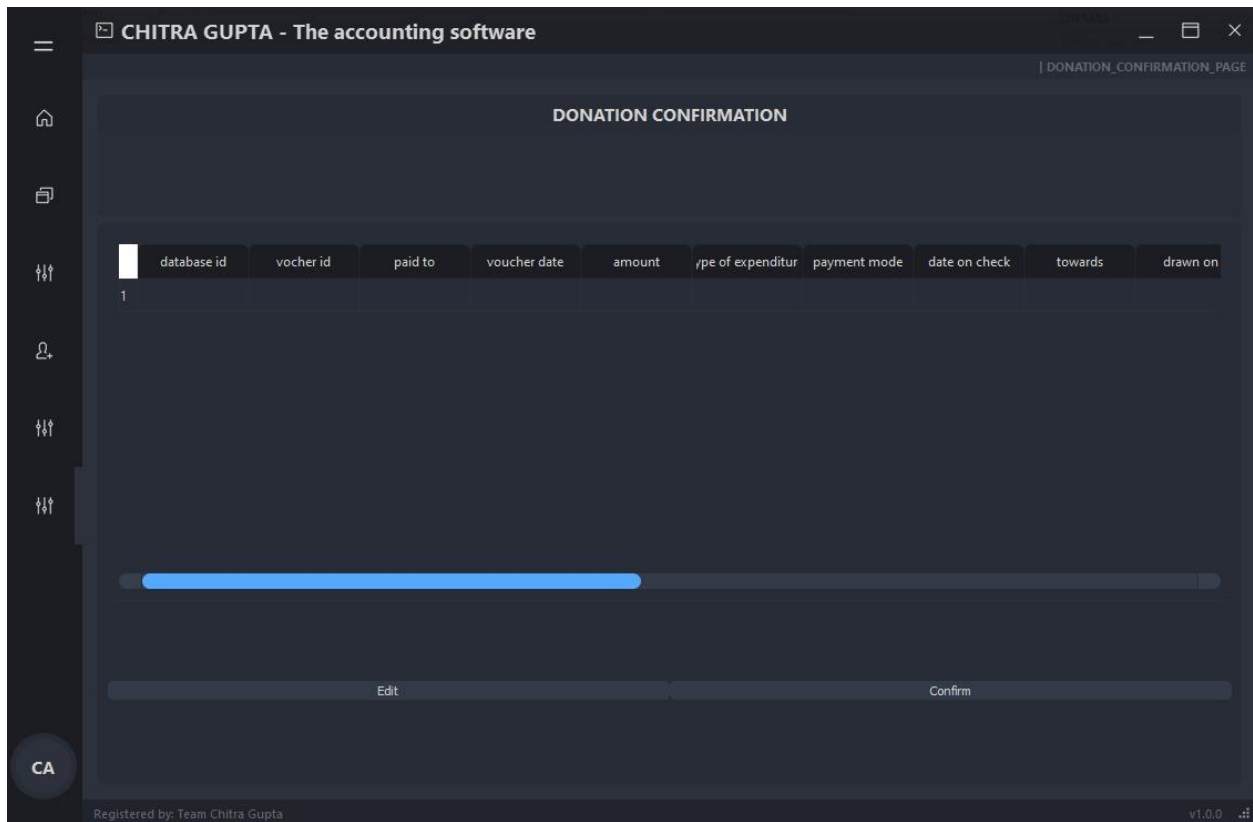 CHITRA GUPTA - The accounting software
| DONATION_CONFIRMATION_PAGE
DONATION CONFIRMATION
database id vocher id paid to voucher date amount ype of expenditur payment mode date on check towards drawn on
1
Edit Confirm
CA
Registered by: Team Chitra Gupta v1.0.0